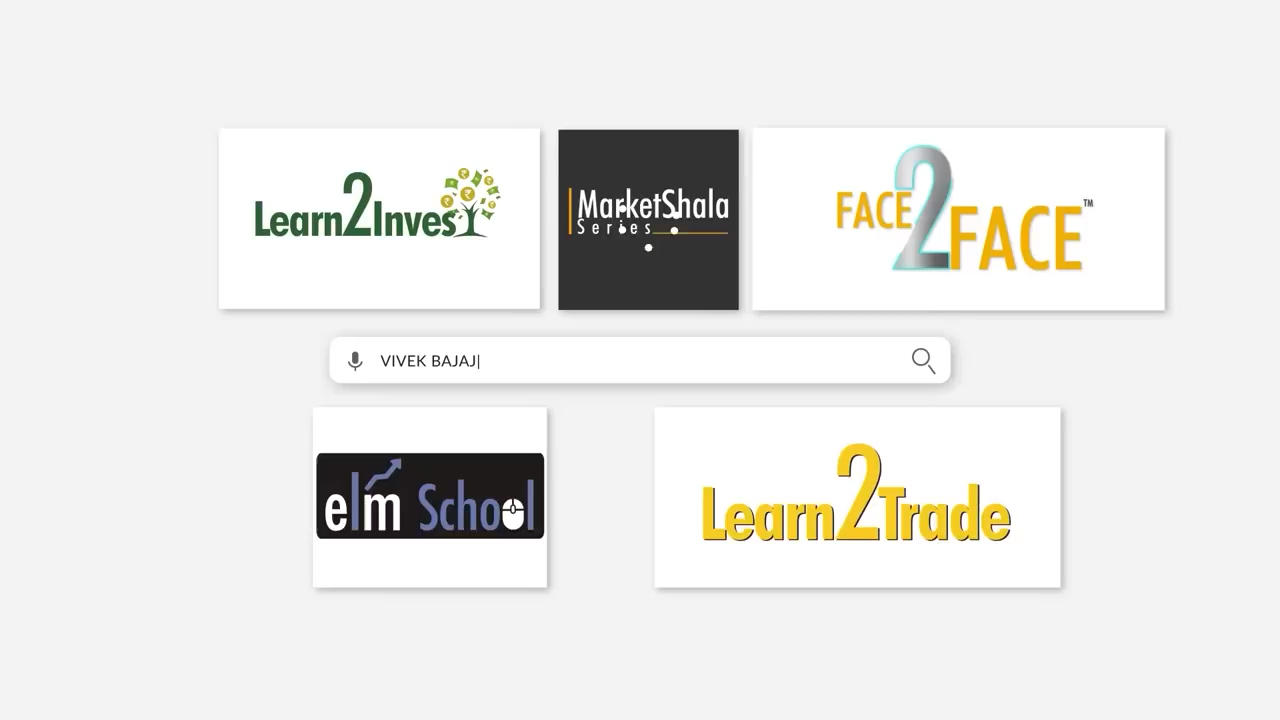 Learn2Invest
MarketShala
Series
FACE2FACE™
VIVEK BAJAJ
elm School
Learn2Trade